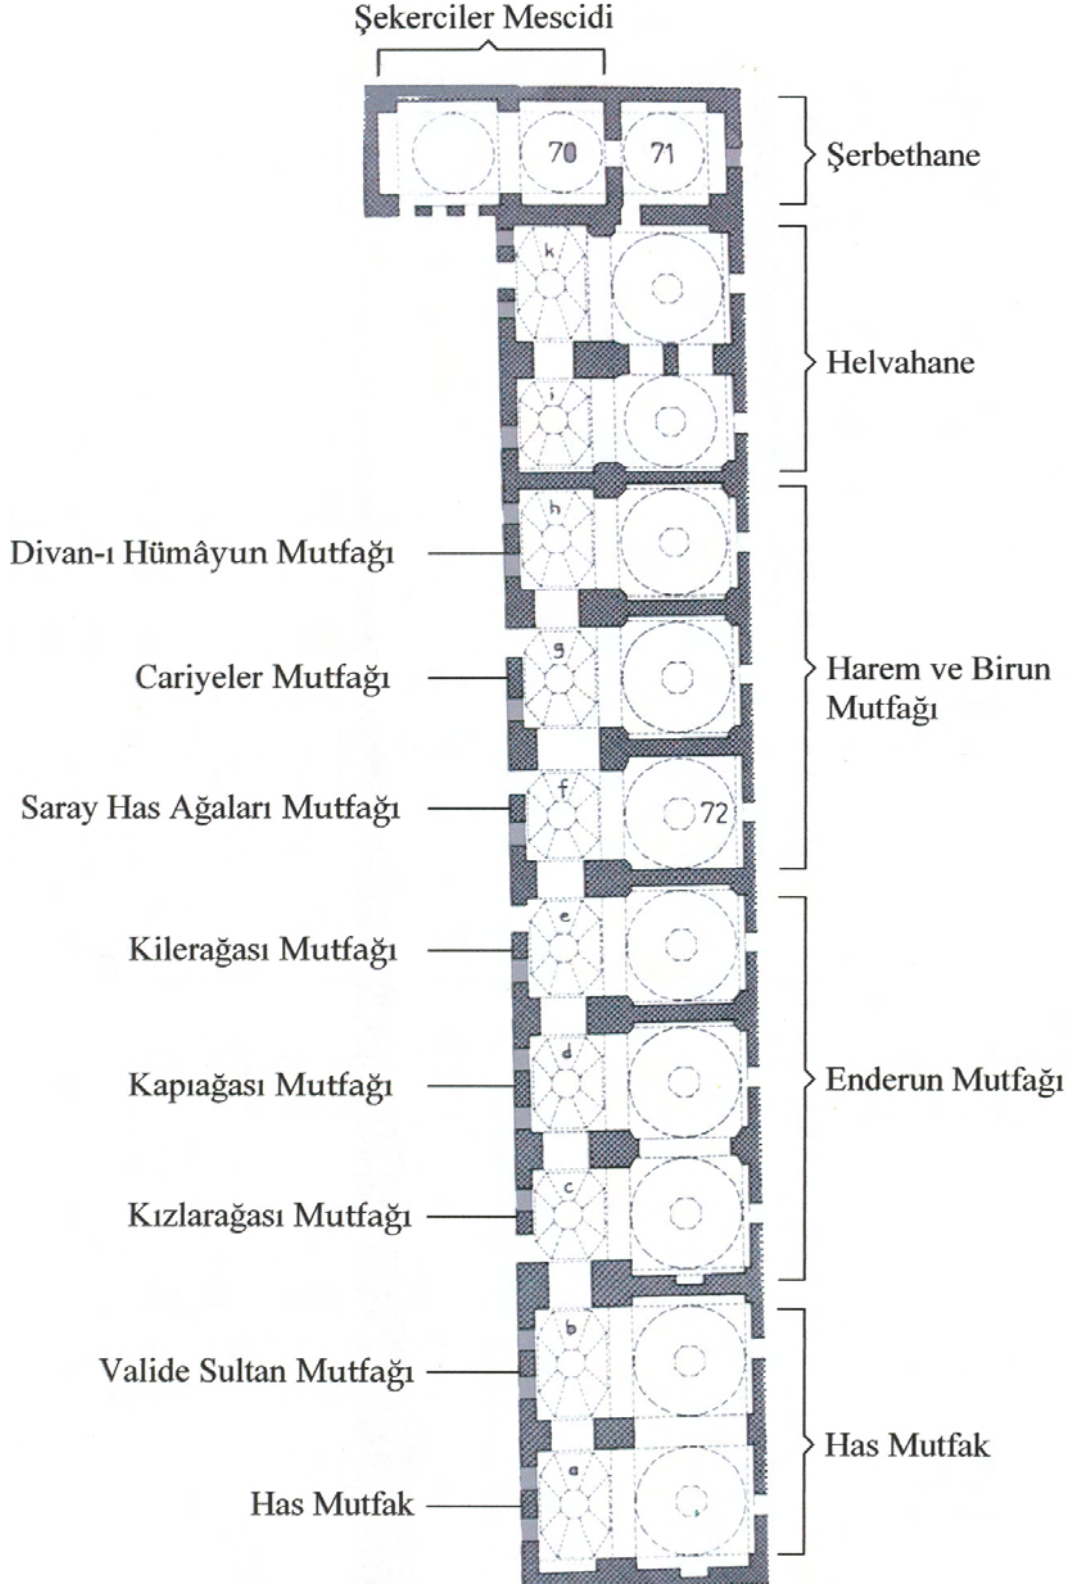 Şekerciler Mescidi
70
71
Şerbethane
k
Helvahane
i
h
Divan-ı Hümâyun Mutfağı
g
Cariyeler Mutfağı
Harem ve Birun
Mutfağı
f
72
Saray Has Ağaları Mutfağı
e
Kilerağası Mutfağı
d
Kapıağası Mutfağı
Enderun Mutfağı
c
Kızlarağası Mutfağı
b
Valide Sultan Mutfağı
Has Mutfak
a
Has Mutfak